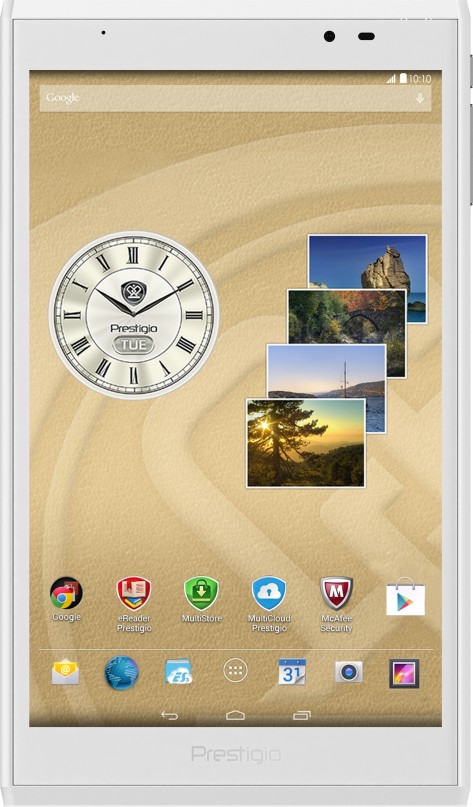 10:10
Google
XII
I
II
III
IIII
V
VI
VII
VIII
IX
X
XI
Prestigio
TUE
Google
eReader
Prestigio
MultiStore
MultiCloud
Prestigio
McAfee
Security
ES
31
Prestigio